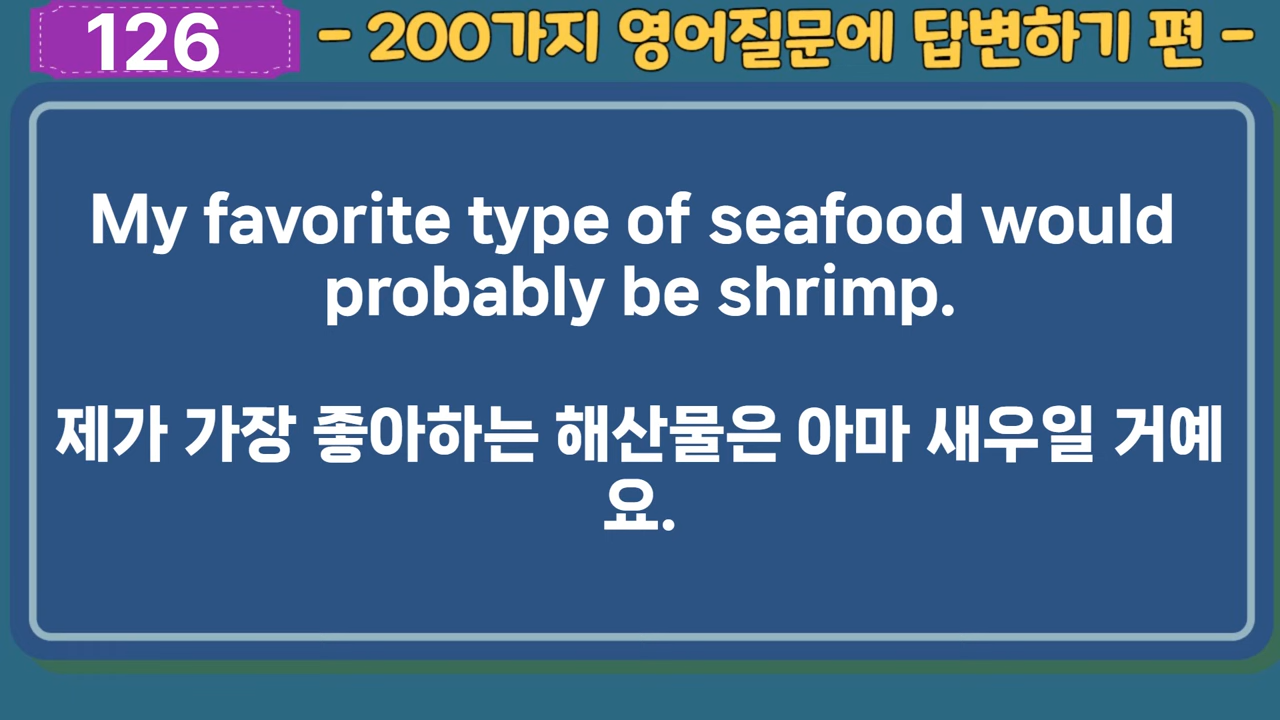 126
- 200가지 영어질문에 답변하기 편 -
My favorite type of seafood would
probably be shrimp.
제가 가장 좋아하는 해산물은 아마 새우일 거예
요.